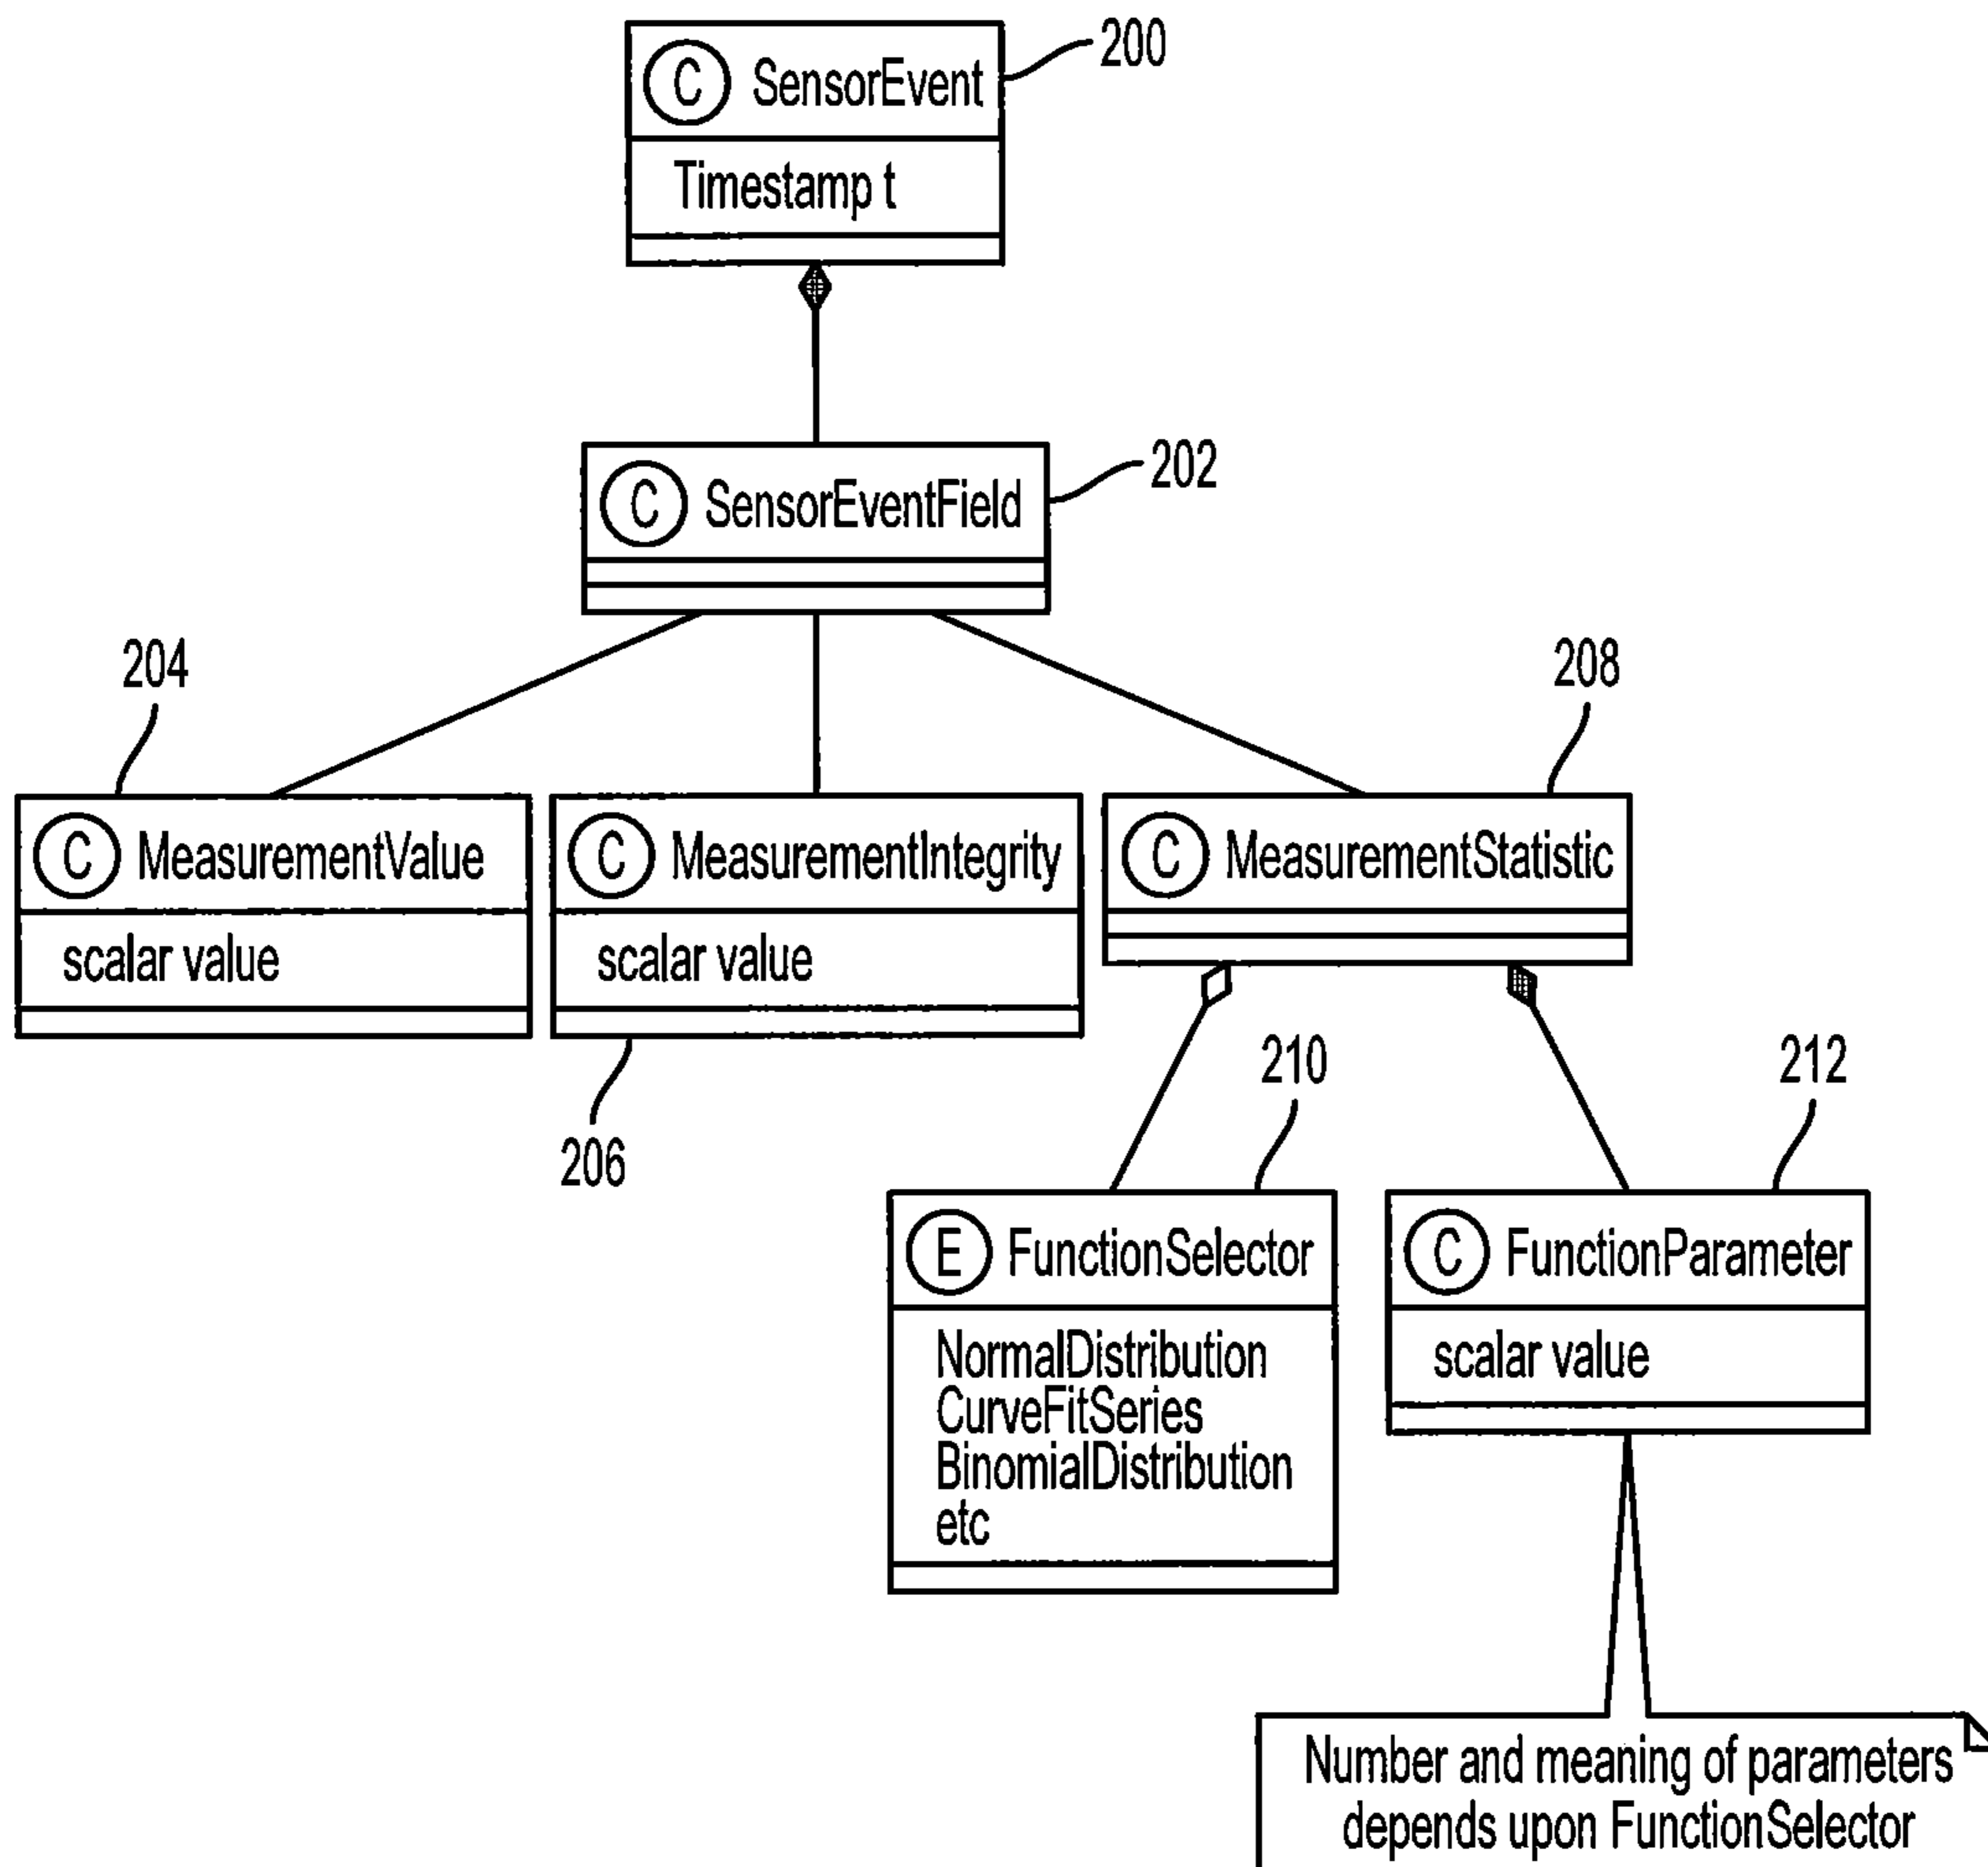 200
C SensorEvent
Timestamp t
202
C SensorEventField
204
208
C MeasurementValue
scalar value
C MeasurementIntegrity
scalar value
C MeasurementStatistic
206
210
212
E FunctionSelector
NormalDistribution
CurveFitSeries
BinomialDistribution
etc
C FunctionParameter
scalar value
Number and meaning of parameters
depends upon FunctionSelector